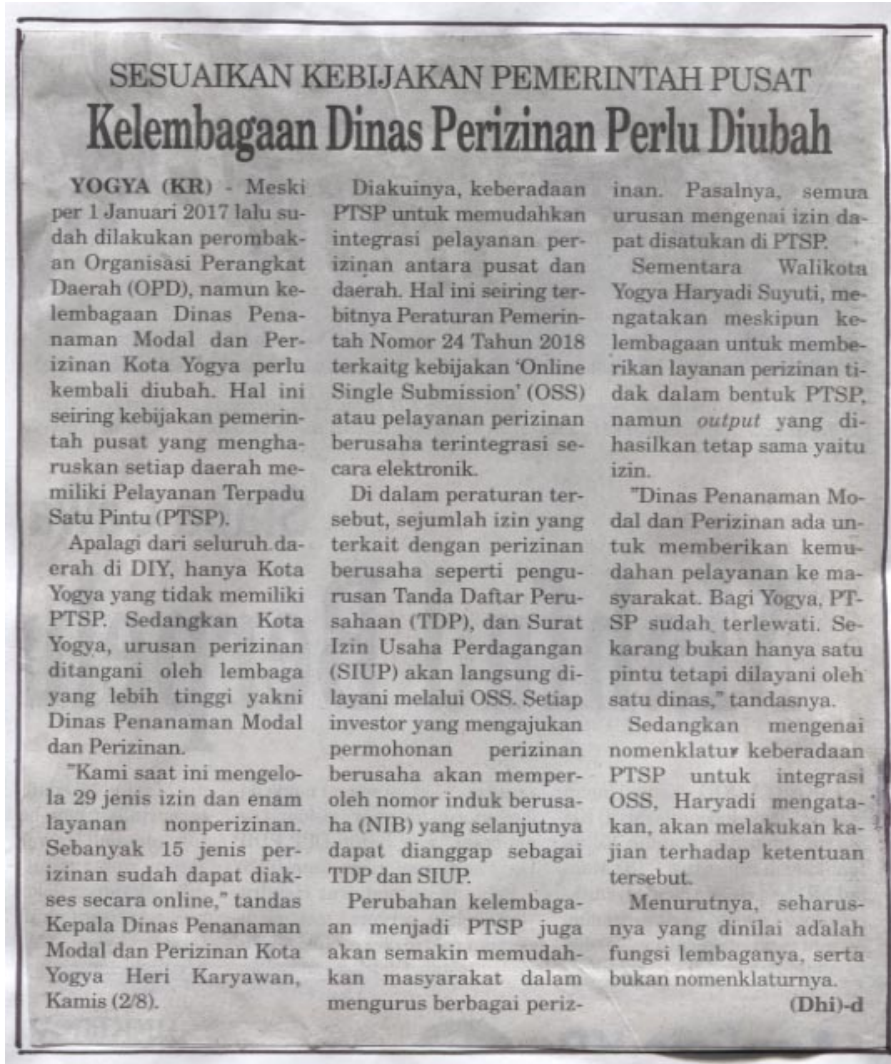 SESUAIKAN KEBIJAKAN PEMERINTAH PUSAT
Kelembagaan Dinas Perizinan Perlu Diubah
YOGYA (KR) - Meski
per 1 Januari 2017 lalu su-
dah dilakukan perombak-
an Organisasi Perangkat
Daerah (OPD), namun ke-
lembagaan Dinas Pena-
naman Modal dan Per-
izinan Kota Yogya perlu
kembali diubah. Hal ini
seiring kebijakan pemerin-
tah pusat yang mengha-
ruskan setiap daerah me-
miliki Pelayanan Terpadu
Satu Pintu (PTSP).
Apalagi dari seluruh da-
erah di DIY, hanya Kota
Yogya yang tidak memiliki
PTSP. Sedangkan Kota
Yogya, urusan perizinan
ditangani oleh lembaga
yang lebih tinggi yakni
Dinas Penanaman Modal
dan Perizinan.
"Kami saat ini mengelo-
la 29 jenis izin dan enam
layanan nonperizinan.
Sebanyak 15 jenis per-
izinan sudah dapat diak-
ses secara online," tandas
Kepala Dinas Penanaman
Modal dan Perizinan Kota
Yogya Heri Karyawan,
Kamis (2/8).
Diakuinya, keberadaan
PTSP untuk memudahkan
integrasi pelayanan per-
izinan antara pusat dan
daerah. Hal ini seiring ter-
bitnya Peraturan Pemerin-
tah Nomor 24 Tahun 2018
terkaitg kebijakan 'Online
Single Submission' (OSS)
atau pelayanan perizinan
berusaha terintegrasi se-
cara elektronik.
Di dalam peraturan ter-
sebut, sejumlah izin yang
terkait dengan perizinan
berusaha seperti pengu-
rusan Tanda Daftar Peru-
sahaan (TDP), dan Surat
Izin Usaha Perdagangan
(SIUP) akan langsung di-
layani melalui OSS. Setiap
investor yang mengajukan
permohonan perizinan
berusaha akan memper-
oleh nomor induk berusa-
ha (NIB) yang selanjutnya
dapat dianggap sebagai
TDP dan SIUP.
Perubahan kelembaga-
an menjadi PTSP juga
akan semakin memudah-
kan masyarakat dalam
mengurus berbagai periz-
inan. Pasalnya, semua
urusan mengenai izin da-
pat disatukan di PTSP.
Sementara Walikota
Yogya Haryadi Suyuti, me-
ngatakan meskipun ke-
lembagaan untuk membe-
rikan layanan perizinan ti-
dak dalam bentuk PTSP,
namun output yang di-
hasilkan tetap sama yaitu
izin.
"Dinas Penanaman Mo-
dal dan Perizinan ada un-
tuk memberikan kemu-
dahan pelayanan ke ma-
syarakat. Bagi Yogya, PT-
SP sudah terlewati. Se-
karang bukan hanya satu
pintu tetapi dilayani oleh
satu dinas," tandasnya.
Sedangkan mengenai
nomenklatur keberadaan
PTSP untuk integrasi
OSS, Haryadi mengata-
kan, akan melakukan ka-
jian terhadap ketentuan
tersebut.
Menurutnya, seharus-
nya yang dinilai adalah
fungsi lembaganya, serta
bukan nomenklaturnya.
(Dhi)-d